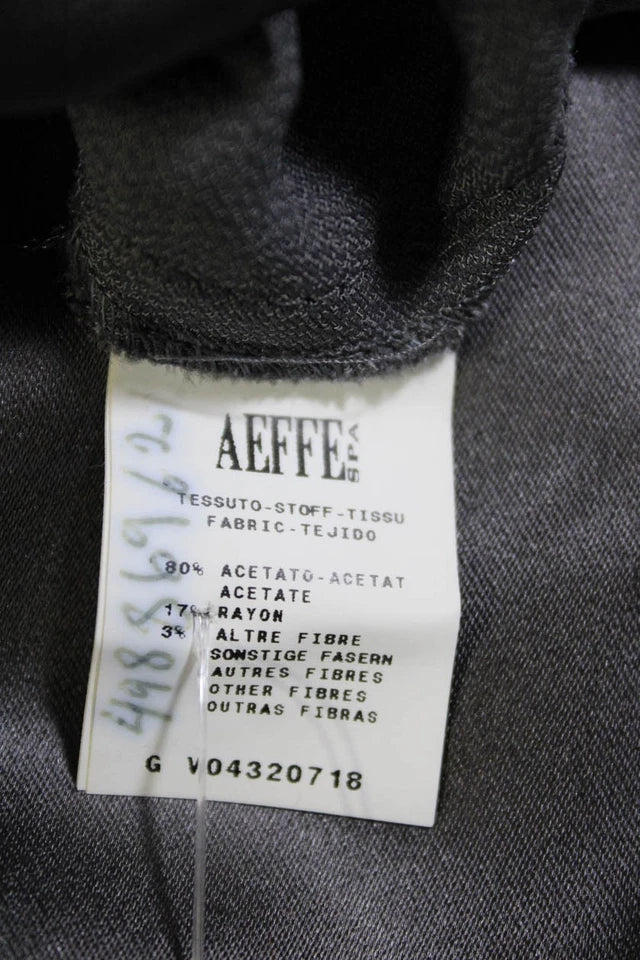 AEFFE SPA
TESSUTO-STOFF-TISSU
FABRIC-TEJIDO
80% ACETATO-ACETAT
ACETATE
17% RAYON
3% ALTRE FIBRE
SONSTIGE FASERN
AUTRES FIBRES
OTHER FIBRES
OUTRAS FIBRAS
G V04320718